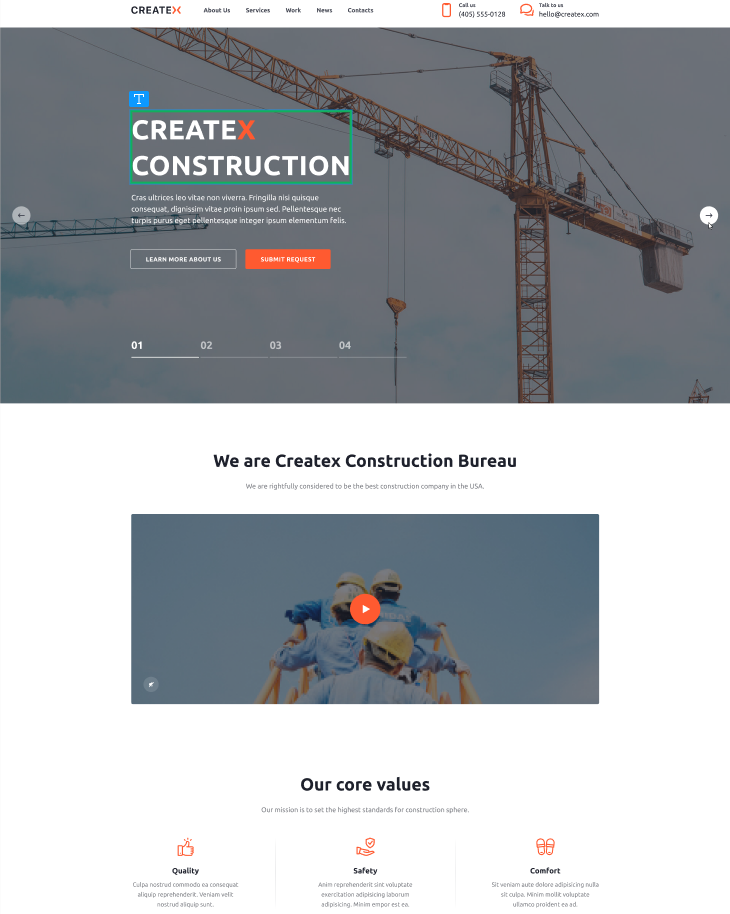 CREATEX
About Us
Services
Work
News
Contacts
Call us
(405) 555-0128
Talk to us
hello@createx.com
T
CREATEX
CONSTRUCTION
Cras ultrices leo vitae non viverra. Fringilla nisi quisque
consequat, dignissim vitae proin ipsum sed. Pellentesque nec
turpis purus eget pellentesque integer ipsum elementum felis.
LEARN MORE ABOUT US
SUBMIT REQUEST
01
02
03
04
We are Createx Construction Bureau
We are rightfully considered to be the best construction company in the USA.
Our core values
Our mission is to set the highest standards for construction sphere.
Quality
Culpa nostrud commodo ea consequat
aliquip reprehenderit. Veniam velit
nostrud aliquip sunt.
Safety
Anim reprehenderit sint voluptate
exercitation adipisicing laborum
adipisicing. Minim empor est ea.
Comfort
Sit veniam aute dolore adipisicing nulla
sit culpa. Minim mollit voluptate
ullamco proident ea ad.